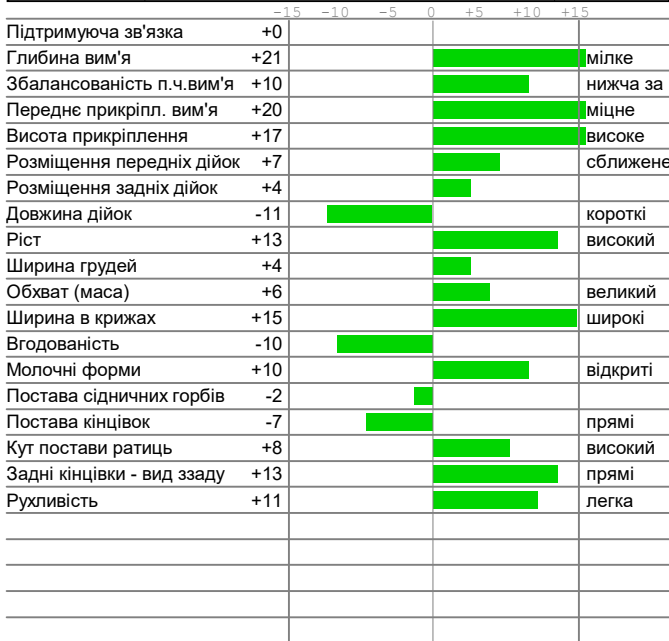 -15 -10 -5 0 +5 +10 +15
Підтримуюча зв'язка +0
Глибина вим'я +21 мілке
Збалансованість п.ч.вим'я +10 нижча за
Переднє прикріпл. вим'я +20 міцне
Висота прикріплення +17 високе
Розміщення передніх дійок +7 сближене
Розміщення задніх дійок +4
Довжина дійок -11 короткі
Ріст +13 високий
Ширина грудей +4
Обхват (маса) +6 великий
Ширина в крижах +15 широкі
Вгодованість -10
Молочні форми +10 відкриті
Постава сідничних горбів -2
Постава кінцівок -7 прямі
Кут постави ратиць +8 високий
Задні кінцівки - вид ззаду +13 прямі
Рухливість +11 легка